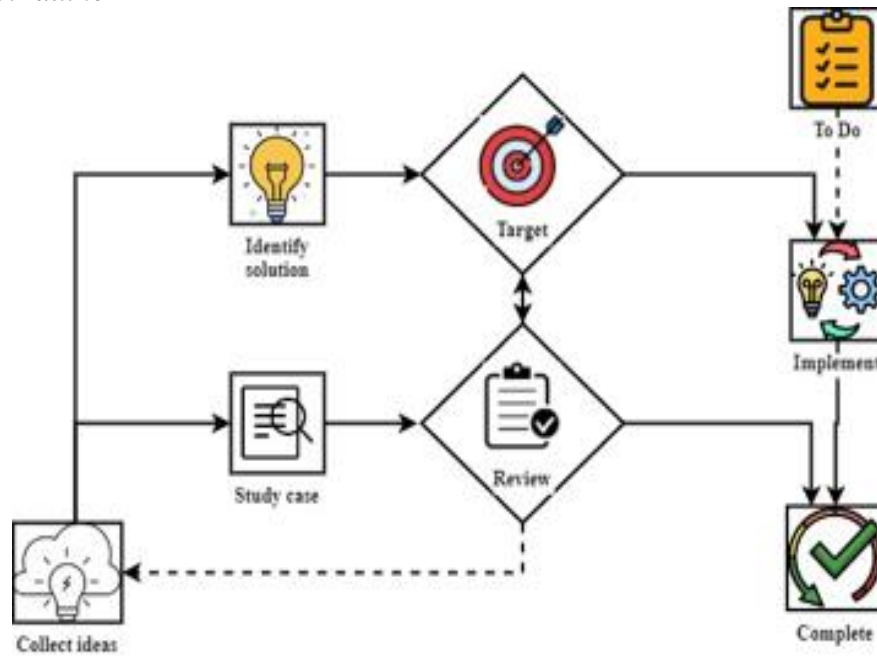 To Do
Target
Identify
solution
Implement
Review
Study case
Complete
Collect ideas